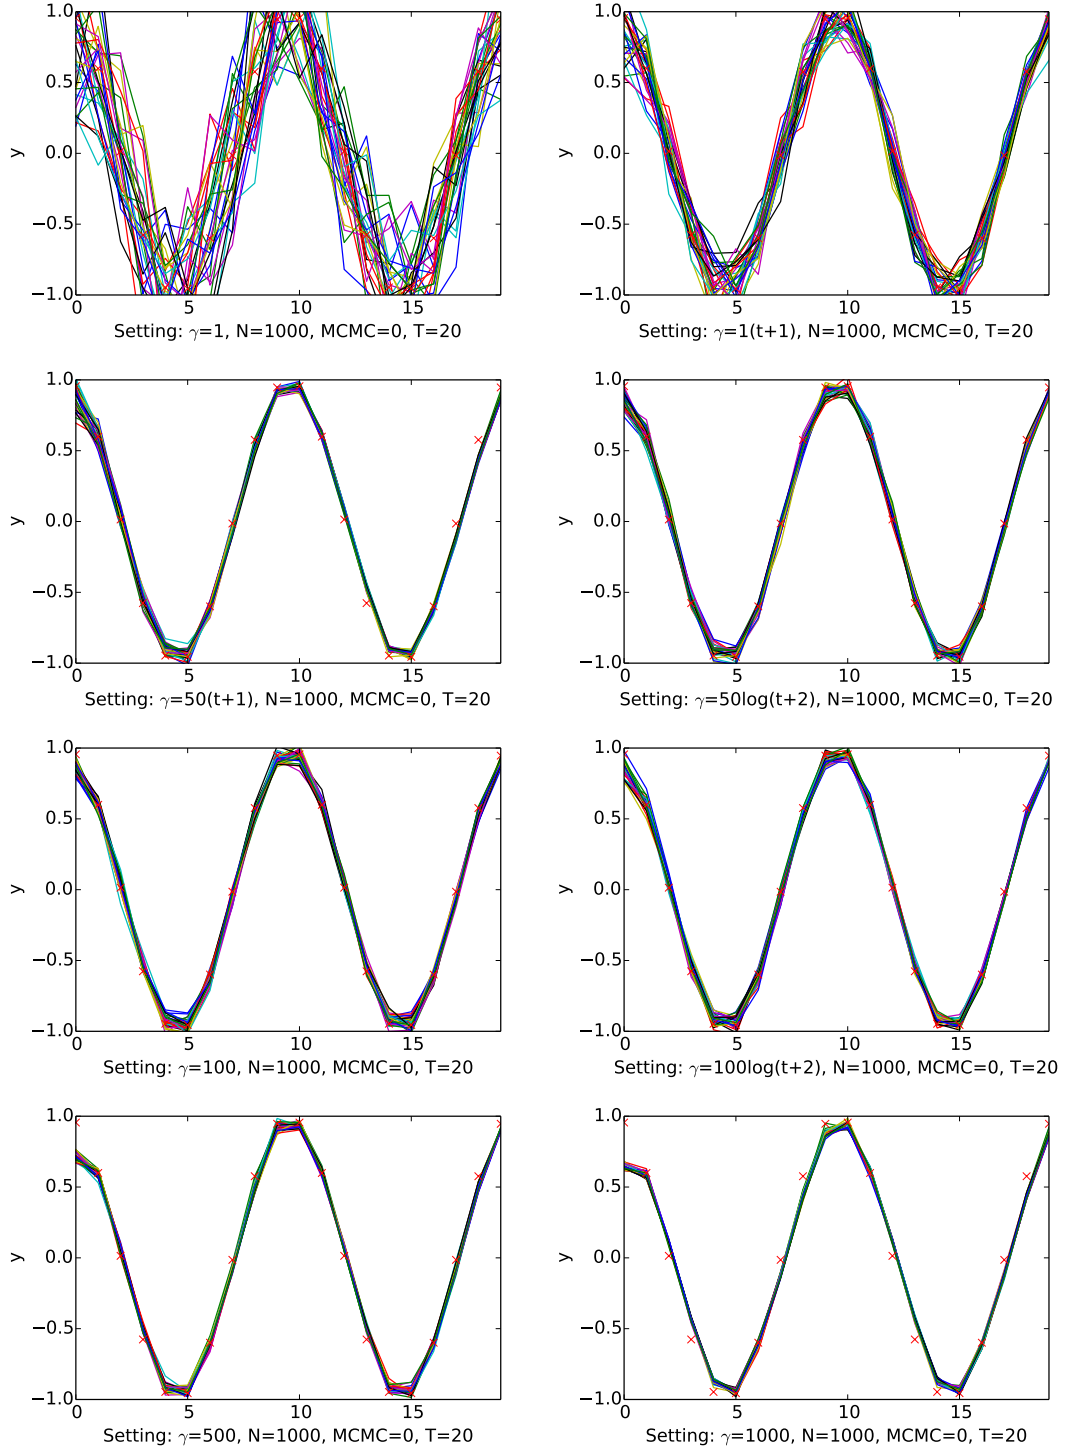 1.0 1.0
0.5 0.5
y 0.0 y 0.0
−0.5 −0.5
−1.0 −1.0
0 5 10 15 0 5 10 15
Setting: γ=1, N=1000, MCMC=0, T=20 Setting: γ=1(t+1), N=1000, MCMC=0, T=20
1.0 1.0
0.5 0.5
y 0.0 y 0.0
−0.5 −0.5
−1.0 −1.0
0 5 10 15 0 5 10 15
Setting: γ=50(t+1), N=1000, MCMC=0, T=20 Setting: γ=50log(t+2), N=1000, MCMC=0, T=20
1.0 1.0
0.5 0.5
y 0.0 y 0.0
−0.5 −0.5
−1.0 −1.0
0 5 10 15 0 5 10 15
Setting: γ=100, N=1000, MCMC=0, T=20 Setting: γ=100log(t+2), N=1000, MCMC=0, T=20
1.0 1.0
0.5 0.5
y 0.0 y 0.0
−0.5 −0.5
−1.0 −1.0
0 5 10 15 0 5 10 15
Setting: γ=500, N=1000, MCMC=0, T=20 Setting: γ=1000, N=1000, MCMC=0, T=20